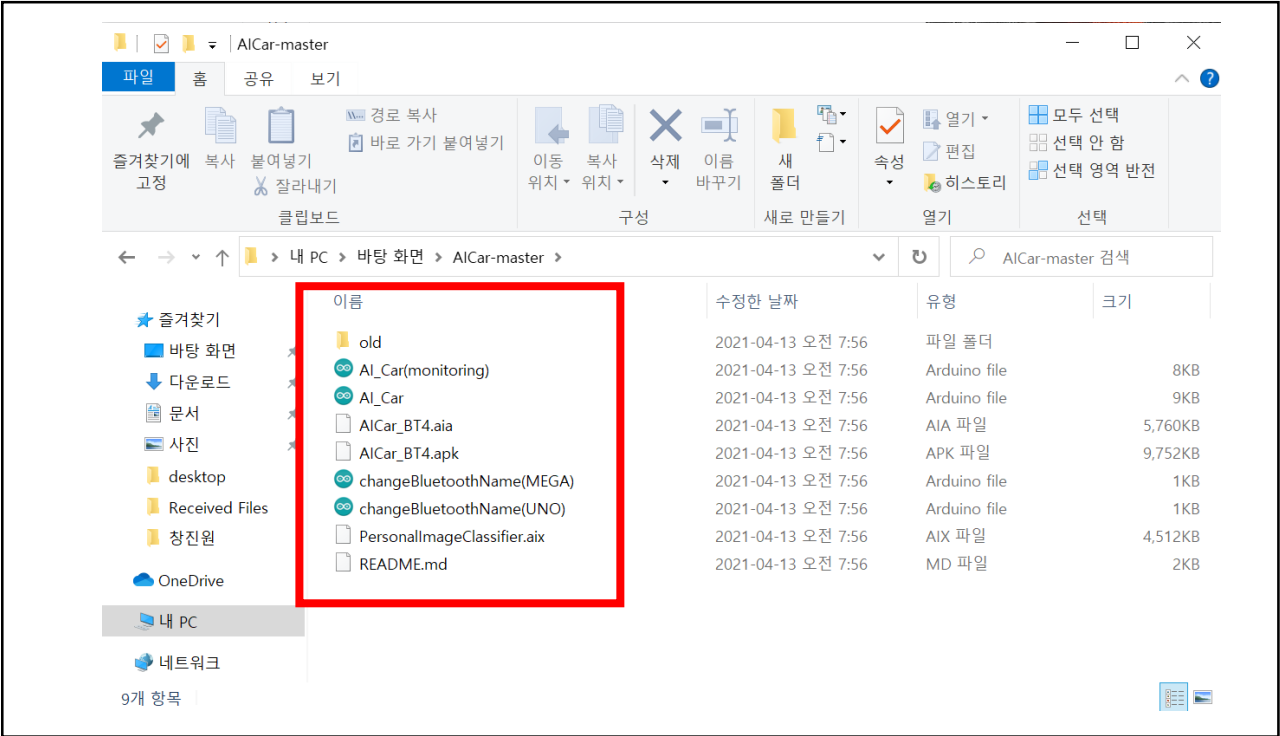 AICar-master
파일 홈 공유 보기
즐겨찾기에 고정
복사
붙여넣기
경로 복사
바로 가기 붙여넣기
잘라내기
클립보드
이동 위치
복사 위치
삭제
이름 바꾸기
구성
새 폴더
새로 만들기
속성
열기
편집
히스토리
열기
모두 선택
선택 안 함
선택 영역 반전
선택
내 PC > 바탕 화면 > AICar-master >
AICar-master 검색
즐겨찾기
바탕 화면
다운로드
문서
사진
desktop
Received Files
창진원
OneDrive
내 PC
네트워크
이름 수정한 날짜 유형 크기
old 2021-04-13 오전 7:56 파일 폴더
AI_Car(monitoring) 2021-04-13 오전 7:56 Arduino file 8KB
AI_Car 2021-04-13 오전 7:56 Arduino file 9KB
AICar_BT4.aia 2021-04-13 오전 7:56 AIA 파일 5,760KB
AICar_BT4.apk 2021-04-13 오전 7:56 APK 파일 9,752KB
changeBluetoothName(MEGA) 2021-04-13 오전 7:56 Arduino file 1KB
changeBluetoothName(UNO) 2021-04-13 오전 7:56 Arduino file 1KB
PersonalImageClassifier.aix 2021-04-13 오전 7:56 AIX 파일 4,512KB
README.md 2021-04-13 오전 7:56 MD 파일 2KB
9개 항목